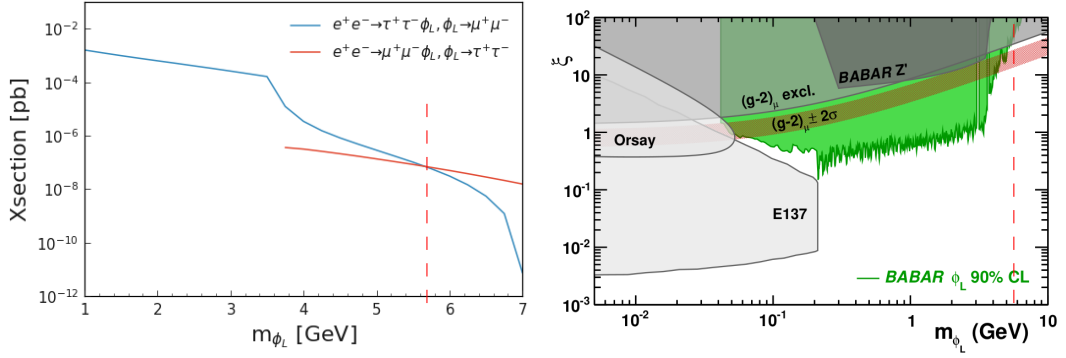 10⁻²
10⁻⁴
10⁻⁶
10⁻⁸
10⁻¹⁰
10⁻¹²
Xsection [pb]
e⁺e⁻→τ⁺τ⁻ϕ_L, ϕ_L→μ⁺μ⁻
e⁺e⁻→μ⁺μ⁻ϕ_L, ϕ_L→τ⁺τ⁻
1 2 3 4 5 6 7
m_ϕ_L [GeV]
10²
10
1
10⁻¹
10⁻²
10⁻³
ξ
BABAR Z'
(g-2)_μ excl.
(g-2)_μ ± 2σ
Orsay
E137
BABAR ϕ_L 90% CL
10⁻² 10⁻¹ 1 10
m_ϕ_L (GeV)